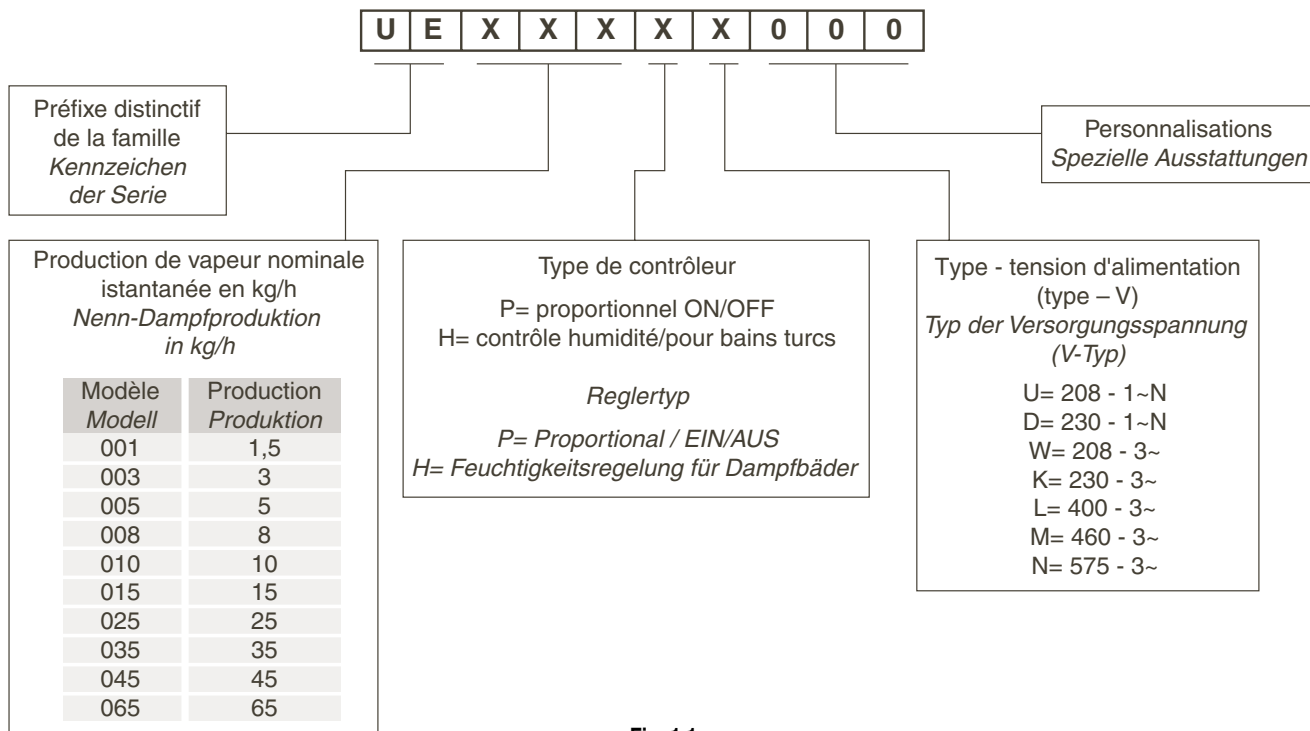 U E X X X X X 0 0 0
Préfixe distinctif
de la famille
Kennzeichen
der Serie
Personnalisations
Spezielle Ausstattungen
Production de vapeur nominale
istantanée en kg/h
Nenn-Dampfproduktion
in kg/h
Modèle Production
Modell Produktion
001 1,5
003 3
005 5
008 8
010 10
015 15
025 25
035 35
045 45
065 65
Type de contrôleur
P= proportionnel ON/OFF
H= contrôle humidité/pour bains turcs
Reglertyp
P= Proportional / EIN/AUS
H= Feuchtigkeitsregelung für Dampfbäder
Type - tension d'alimentation
(type – V)
Typ der Versorgungsspannung
(V-Typ)
U= 208 - 1~N
D= 230 - 1~N
W= 208 - 3~
K= 230 - 3~
L= 400 - 3~
M= 460 - 3~
N= 575 - 3~